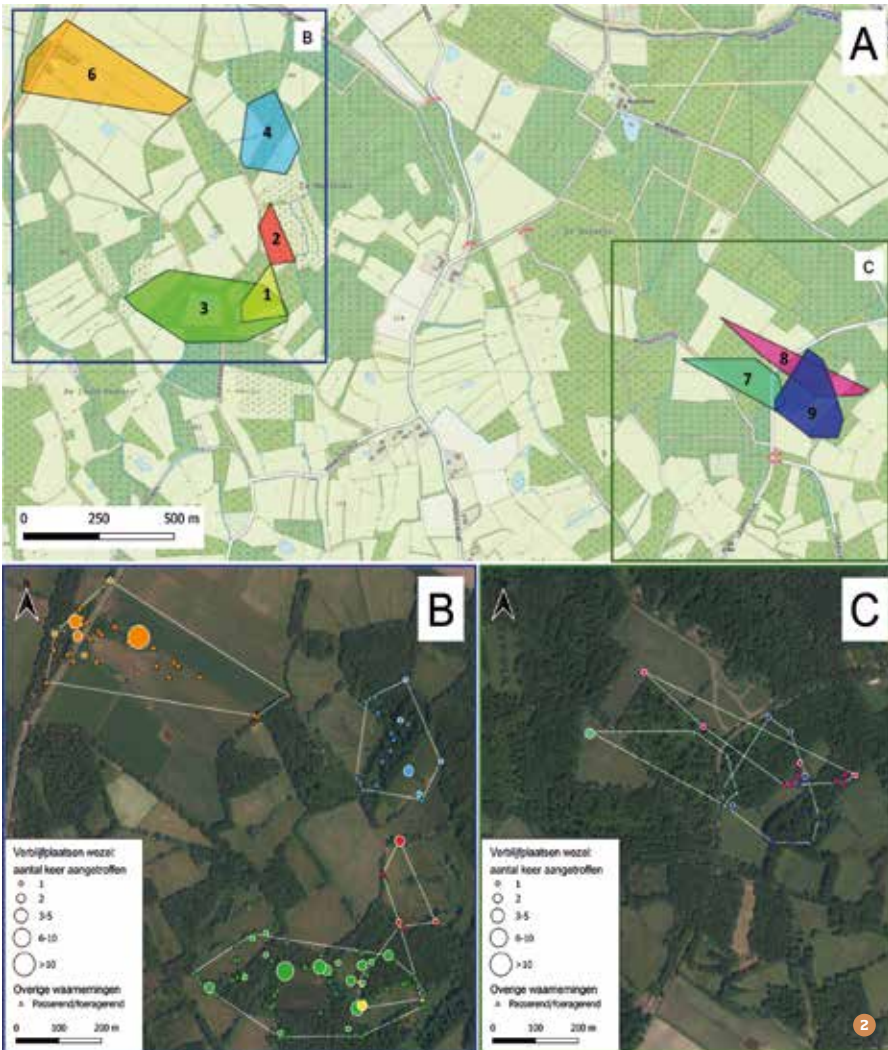 B
A
6
4
2
3
1
C
8
7
9
0 250 500 m
B
C
Verblijfplaatsen wezel:
aantal keer aangetroffen
1
2
3-5
6-10
>10
Overige waarnemingen
Passerend/foeragerend
0 100 200 m
Verblijfplaatsen wezel:
aantal keer aangetroffen
1
2
3-5
6-10
>10
Overige waarnemingen
Passerend/foeragerend
0 100 200 m
2